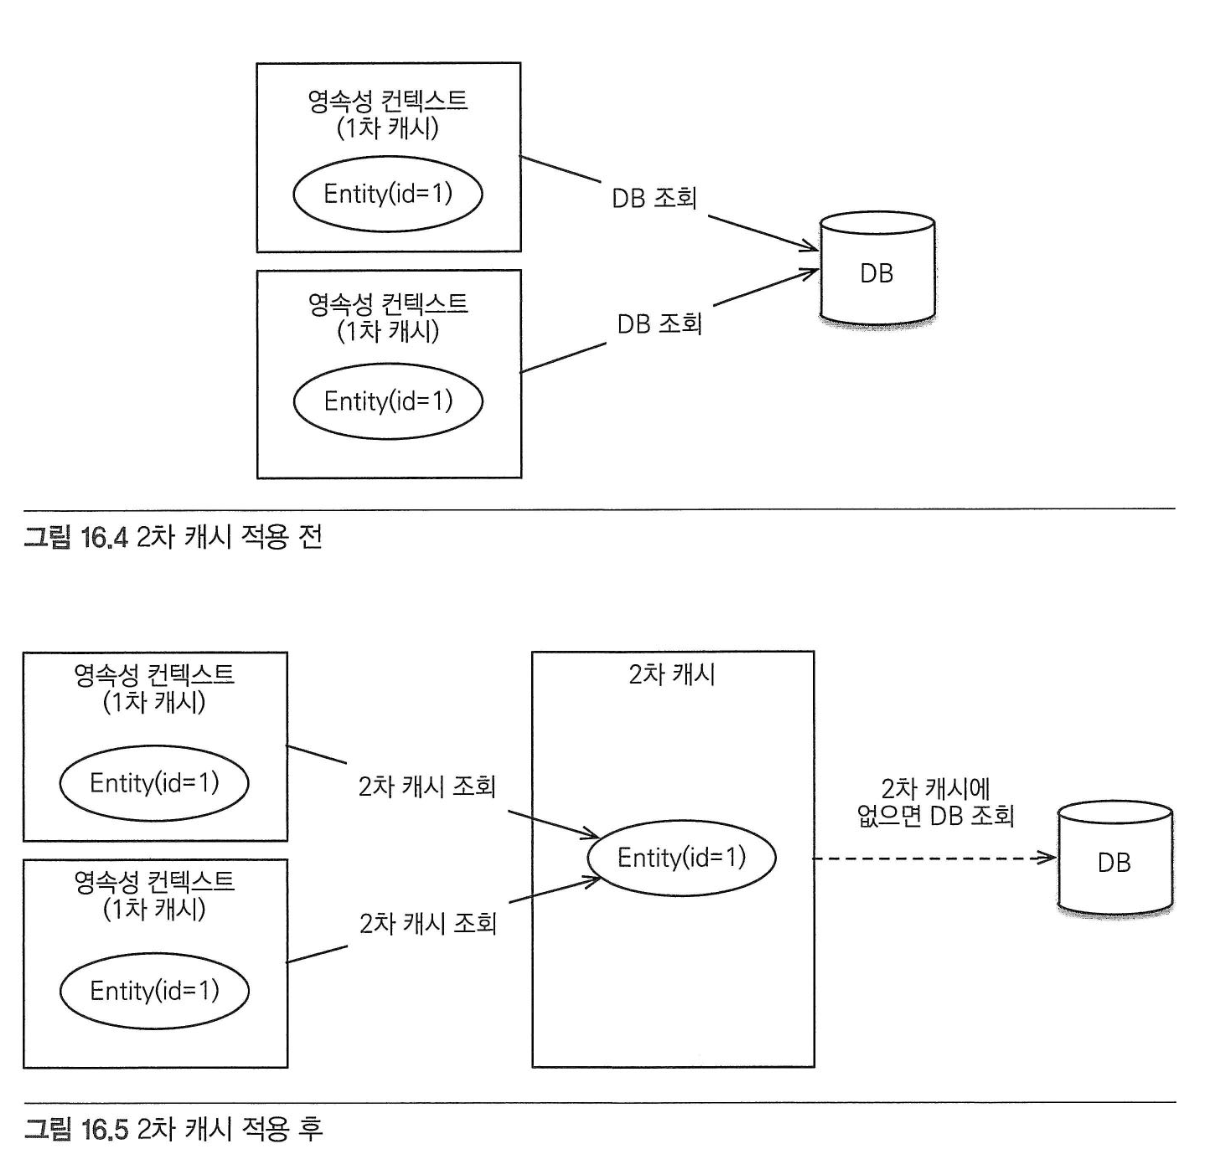 영속성 컨텍스트
(1차 캐시)
Entity(id=1)
DB 조회
DB
영속성 컨텍스트
(1차 캐시)
Entity(id=1)
DB 조회
그림 16.4 2차 캐시 적용 전
영속성 컨텍스트
(1차 캐시)
Entity(id=1)
2차 캐시 조회
영속성 컨텍스트
(1차 캐시)
Entity(id=1)
2차 캐시 조회
2차 캐시
Entity(id=1)
2차 캐시에
없으면 DB 조회
DB
그림 16.5 2차 캐시 적용 후